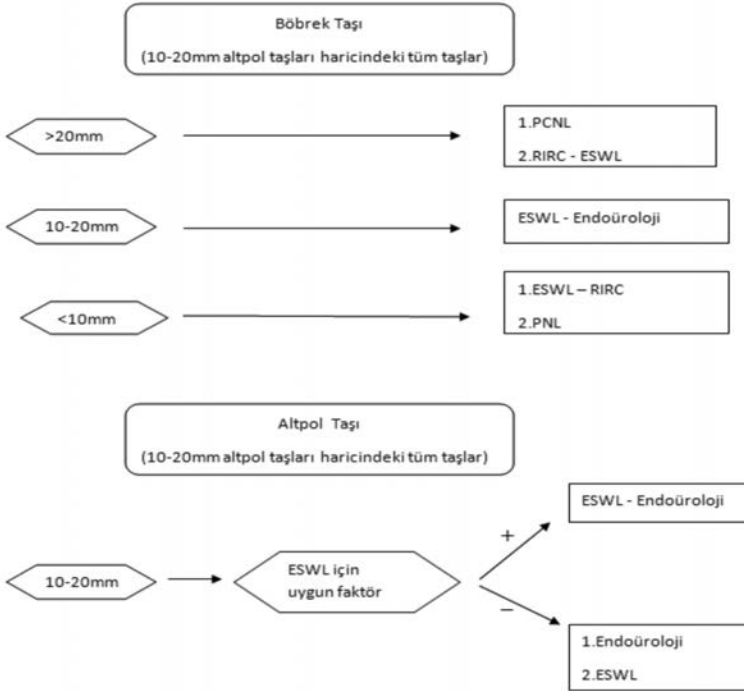 Böbrek Taşı
(10-20mm altpol taşları haricindeki tüm taşlar)
>20mm
1.PCNL
2.RIRC - ESWL
10-20mm
ESWL - Endoüroloji
<10mm
1.ESWL – RIRC
2.PNL
Altpol Taşı
(10-20mm altpol taşları haricindeki tüm taşlar)
10-20mm
ESWL için
uygun faktör
+
ESWL - Endoüroloji
–
1.Endoüroloji
2.ESWL